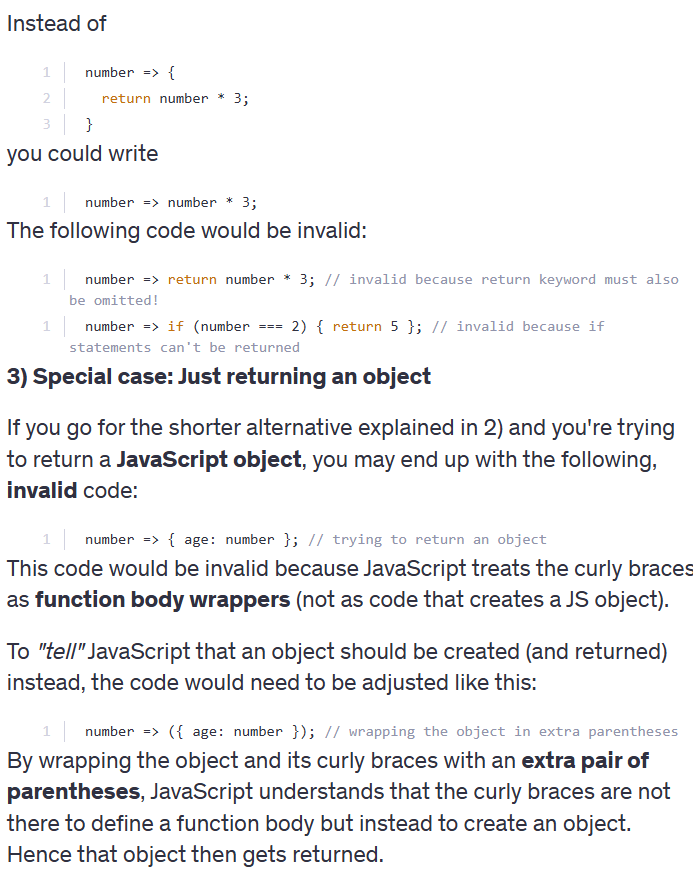 Instead of
1 number => {
2 return number * 3;
3 }
you could write
1 number => number * 3;
The following code would be invalid:
1 number => return number * 3; // invalid because return keyword must also
be omitted!
1 number => if (number === 2) { return 5 }; // invalid because if
statements can't be returned
3) Special case: Just returning an object
If you go for the shorter alternative explained in 2) and you're trying
to return a JavaScript object, you may end up with the following,
invalid code:
1 number => { age: number }; // trying to return an object
This code would be invalid because JavaScript treats the curly braces
as function body wrappers (not as code that creates a JS object).
To "tell" JavaScript that an object should be created (and returned)
instead, the code would need to be adjusted like this:
1 number => ({ age: number }); // wrapping the object in extra parentheses
By wrapping the object and its curly braces with an extra pair of
parentheses, JavaScript understands that the curly braces are not
there to define a function body but instead to create an object.
Hence that object then gets returned.